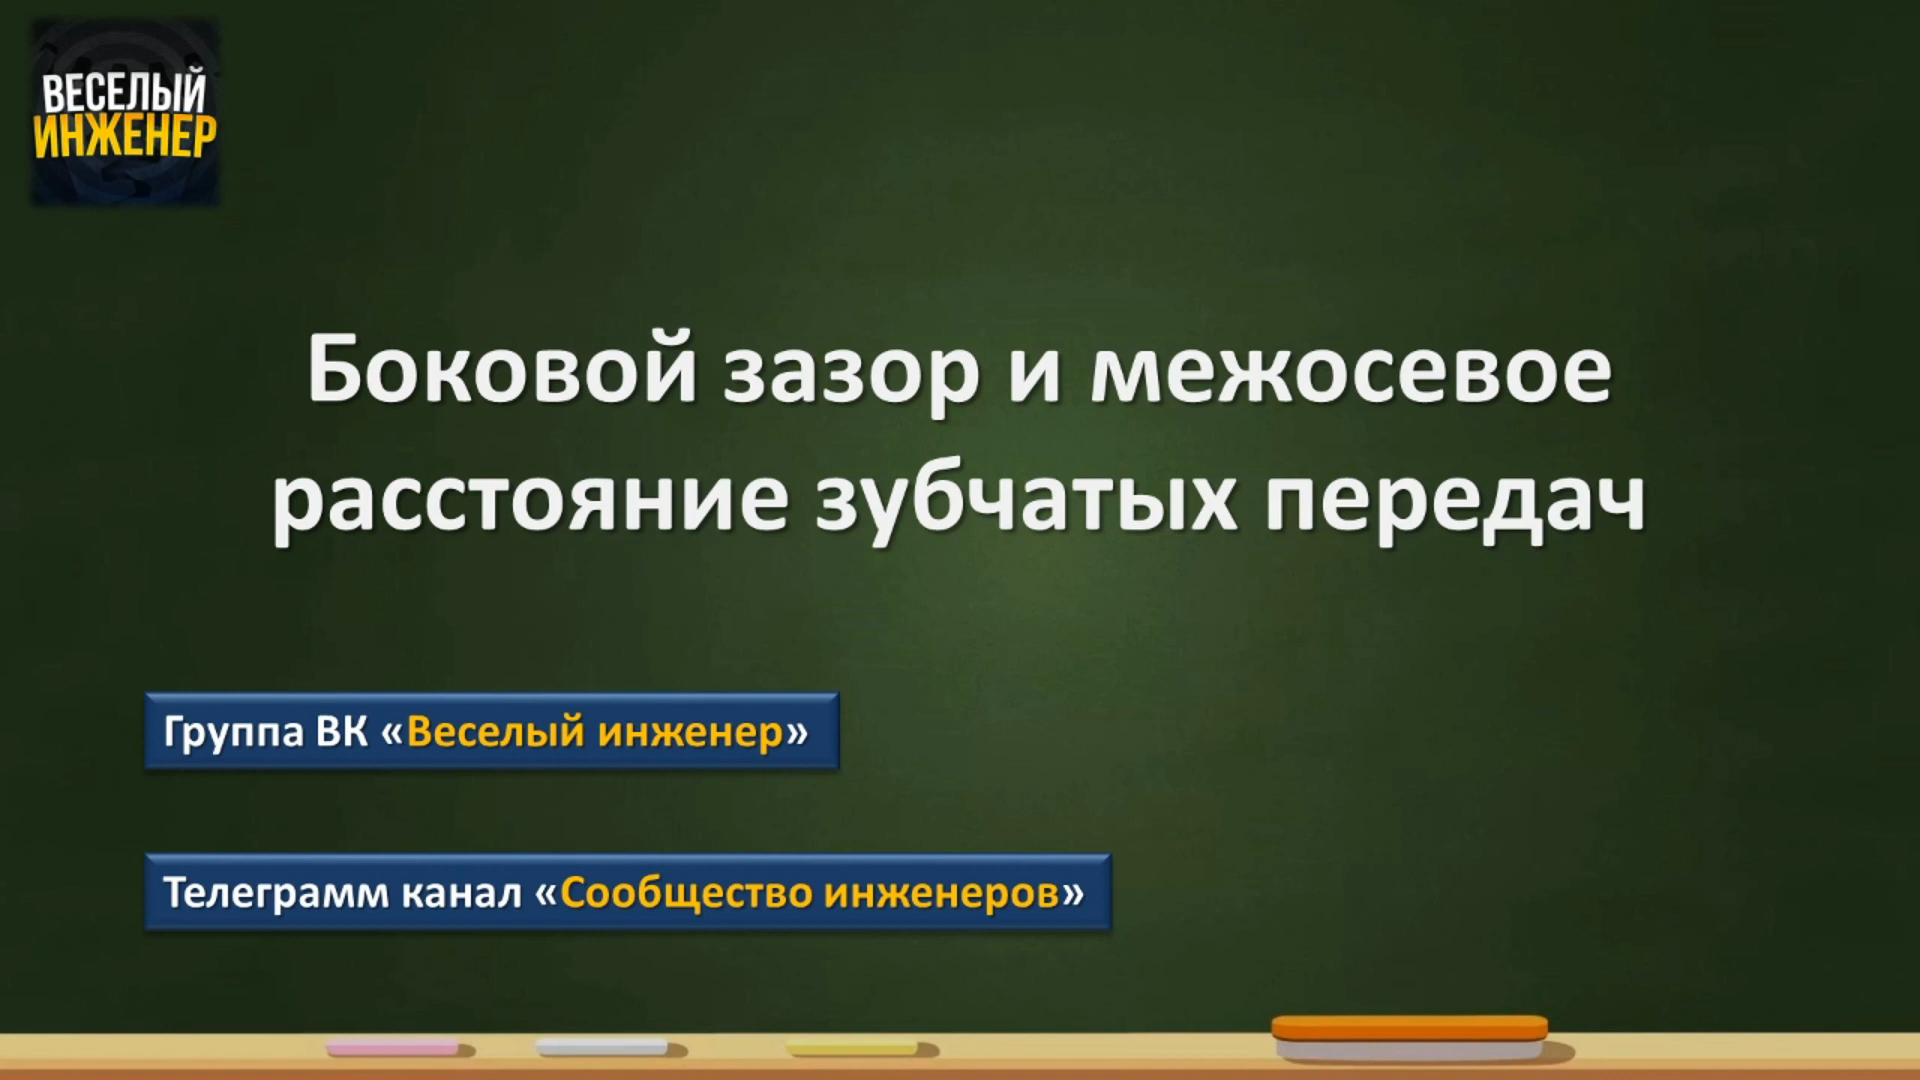 ВЕСЕЛЫЙ
ИНЖЕНЕР
Боковой зазор и межосевое
расстояние зубчатых передач
Группа ВК «Веселый инженер»
Телеграмм канал «Сообщество инженеров»